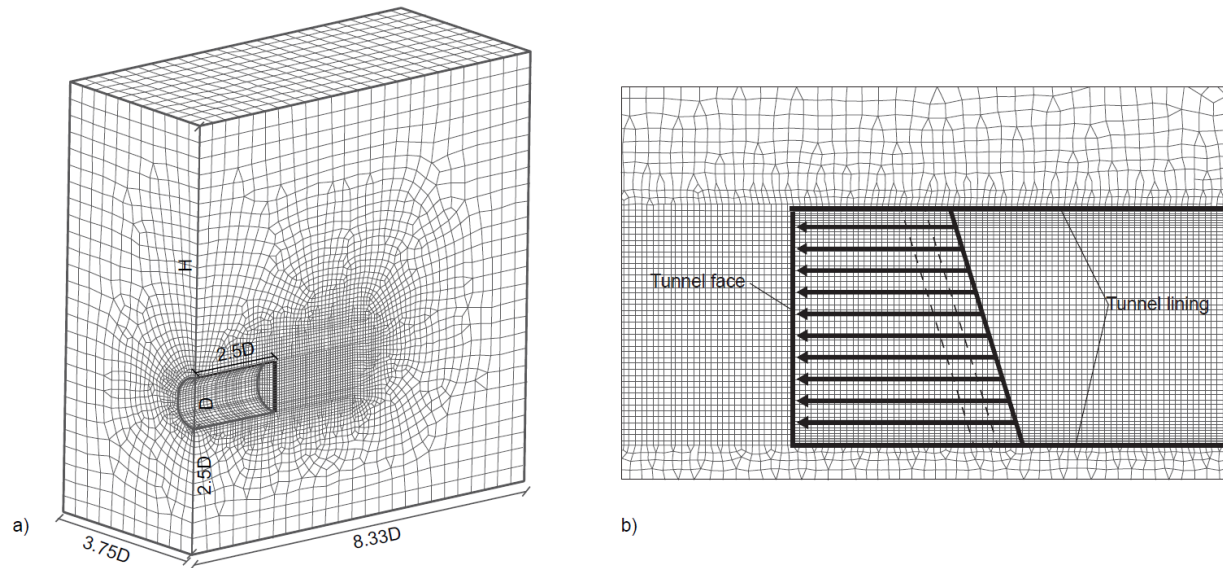 H
2.5D
D
2.5D
3.75D
8.33D
a)
Tunnel face
Tunnel lining
b)